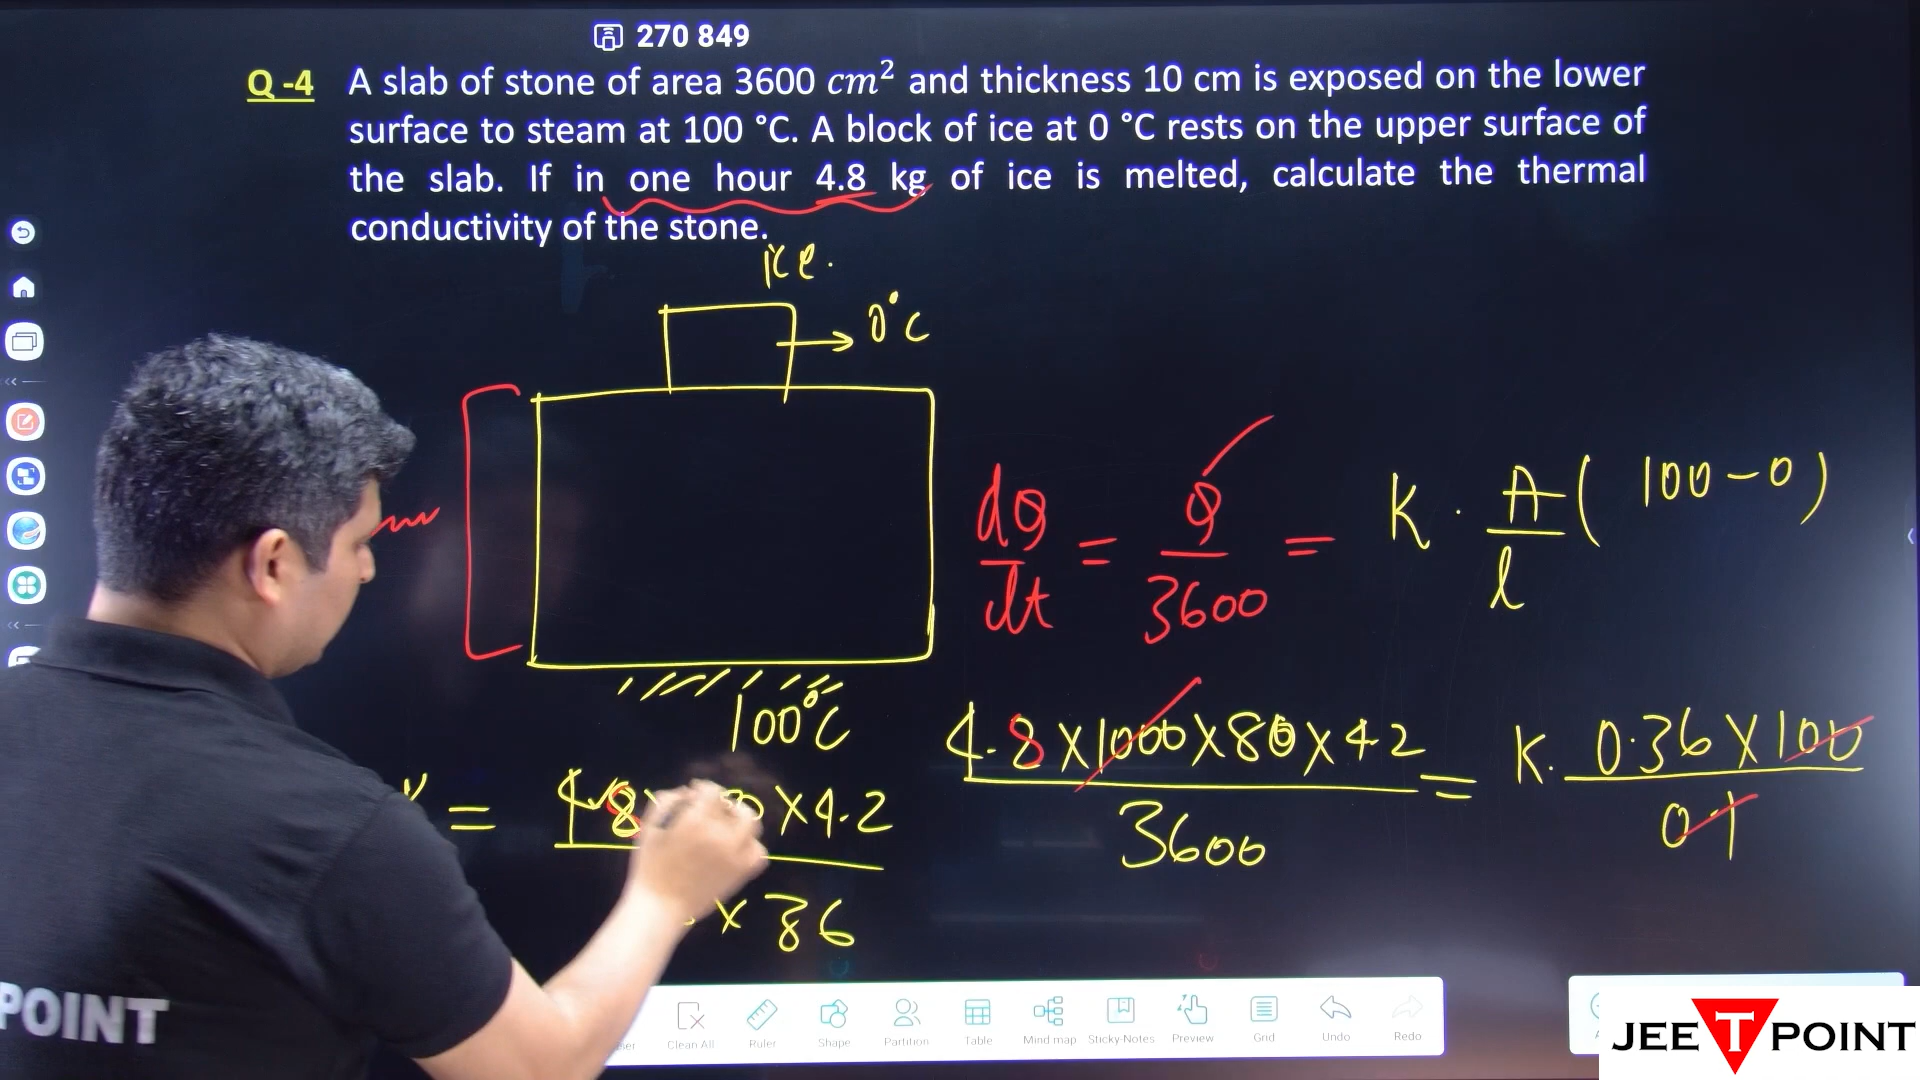 270 849
Q -4 A slab of stone of area 3600 cm² and thickness 10 cm is exposed on the lower
surface to steam at 100 °C. A block of ice at 0 °C rests on the upper surface of
the slab. If in one hour 4.8 kg of ice is melted, calculate the thermal
conductivity of the stone.
ice.
0°C
dQ/dt = Q/3600 = K · A/l (100-0)
100°C
4.8 × 1000 × 80 × 4.2 / 3600 = K. 0.36 × 100 / 0.1
= 4.8 × 4.2
× 36
POINT
Clean All
Ruler
Shape
Partition
Table
Mind map
Sticky-Notes
Preview
Grid
Undo
Redo
JEE T POINT